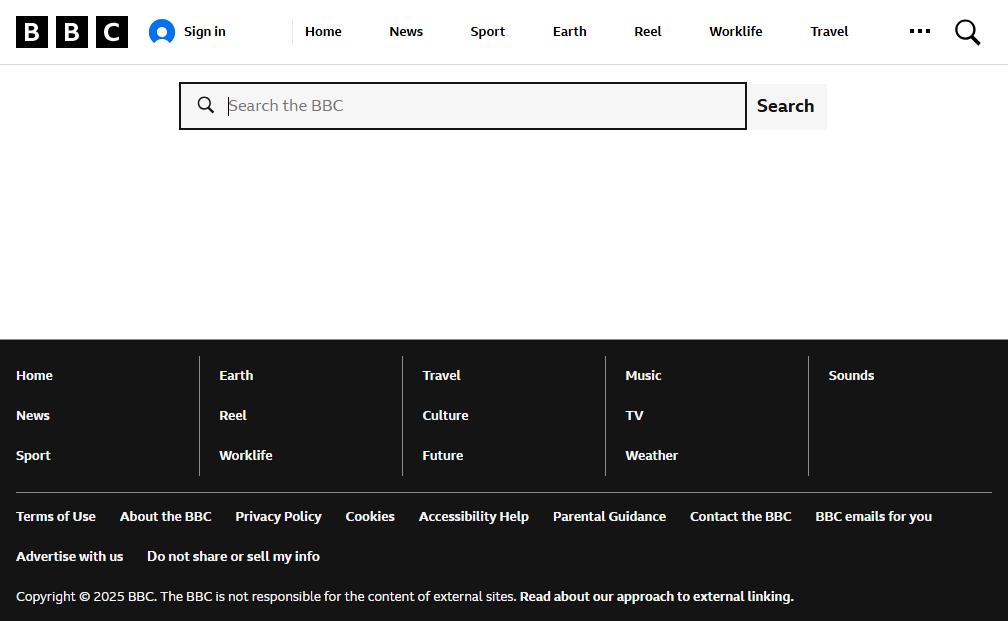 BBC Sign in Home News Sport Earth Reel Worklife Travel
Search the BBC Search
Home Earth Travel Music Sounds
News Reel Culture TV
Sport Worklife Future Weather
Terms of Use About the BBC Privacy Policy Cookies Accessibility Help Parental Guidance Contact the BBC BBC emails for you
Advertise with us Do not share or sell my info
Copyright © 2025 BBC. The BBC is not responsible for the content of external sites. Read about our approach to external linking.